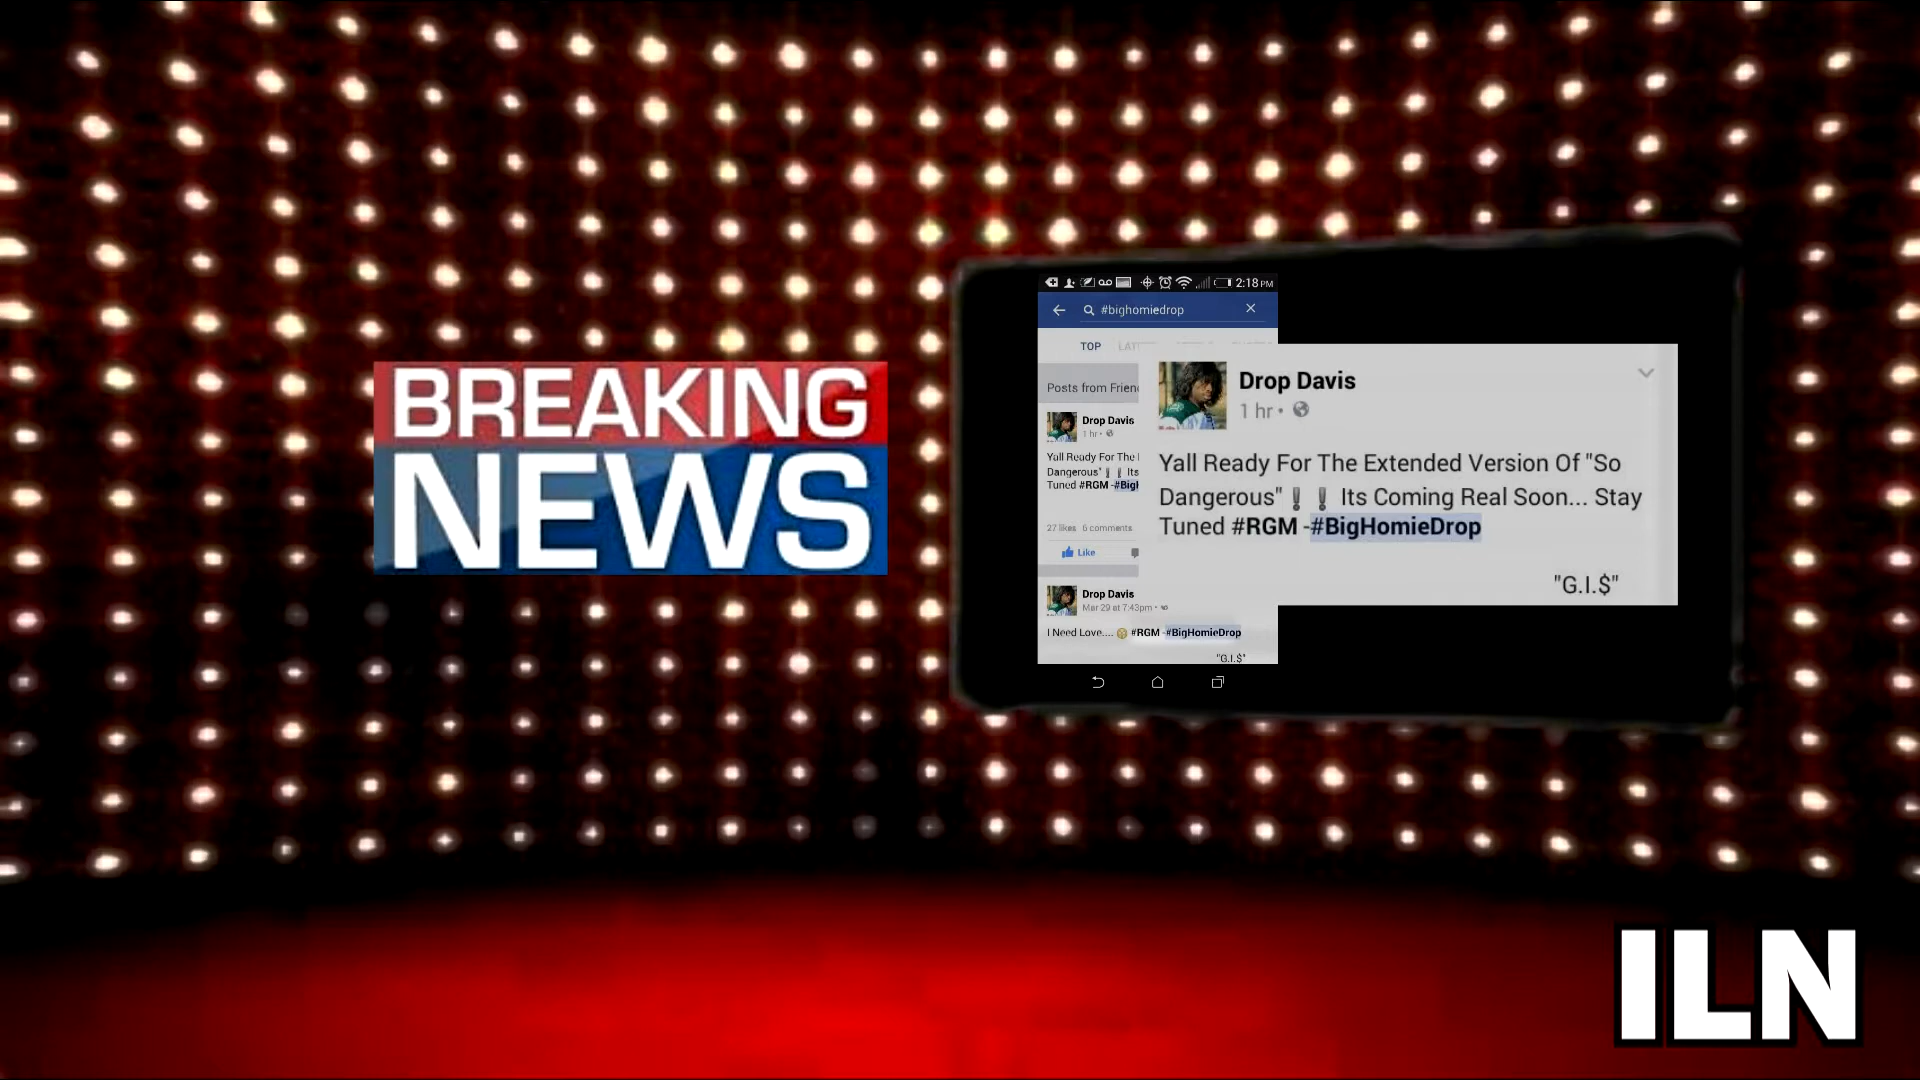 BREAKING
NEWS
2:18 PM
#bighomiedrop
TOP
Posts from Frien
Drop Davis
1 hr
Yall Ready For The
Dangerous" Its
Tuned #RGM -#Big
27 likes 6 comments
Like
Drop Davis
Mar 29 at 7:43pm
I Need Love.... #RGM -#BigHomieDrop
"G.I.$"
Drop Davis
1 hr
Yall Ready For The Extended Version Of "So
Dangerous"❗❗ Its Coming Real Soon... Stay
Tuned #RGM -#BigHomieDrop
"G.I.$"
ILN